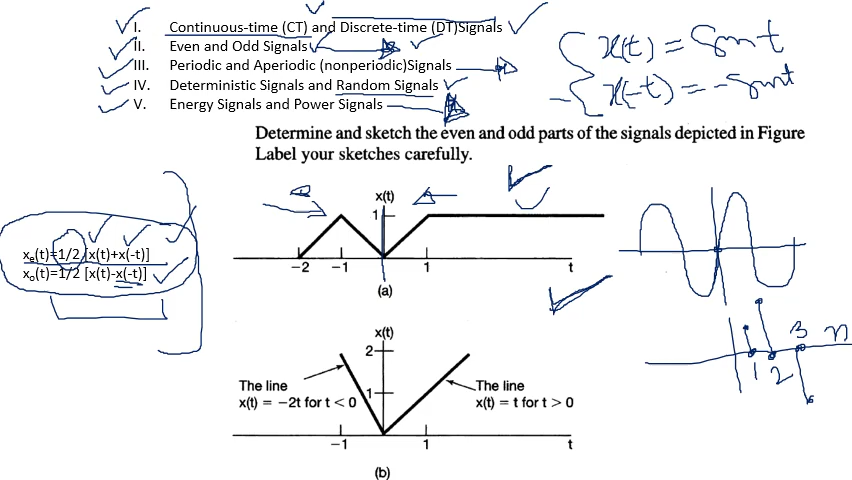 I. Continuous-time (CT) and Discrete-time (DT)Signals
II. Even and Odd Signals
III. Periodic and Aperiodic (nonperiodic)Signals
IV. Deterministic Signals and Random Signals
V. Energy Signals and Power Signals
x(t) = Sint
x(-t) = -Sint
Determine and sketch the even and odd parts of the signals depicted in Figure
Label your sketches carefully.
xe(t)=1/2 [x(t)+x(-t)]
xo(t)=1/2 [x(t)-x(-t)]
x(t)
1
-2 -1 1 t
(a)
x(t)
2
1
The line
x(t) = -2t for t < 0
The line
x(t) = t for t > 0
-1 1 t
(b)
1 2 3 n